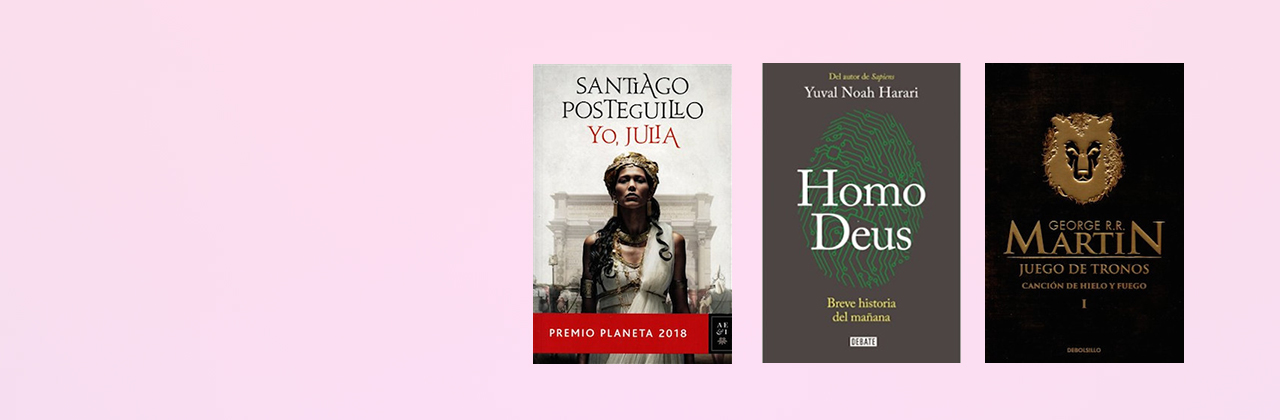 SANTIAGO
POSTEGUILLO
YO, JULIA
PREMIO PLANETA 2018
AE
&I
Del autor de Sapiens
Yuval Noah Harari
Homo
Deus
Breve historia
del mañana
DEBATE
GEORGE R.R.
MARTIN
JUEGO DE TRONOS
CANCIÓN DE HIELO Y FUEGO
I
DEBOLSILLO